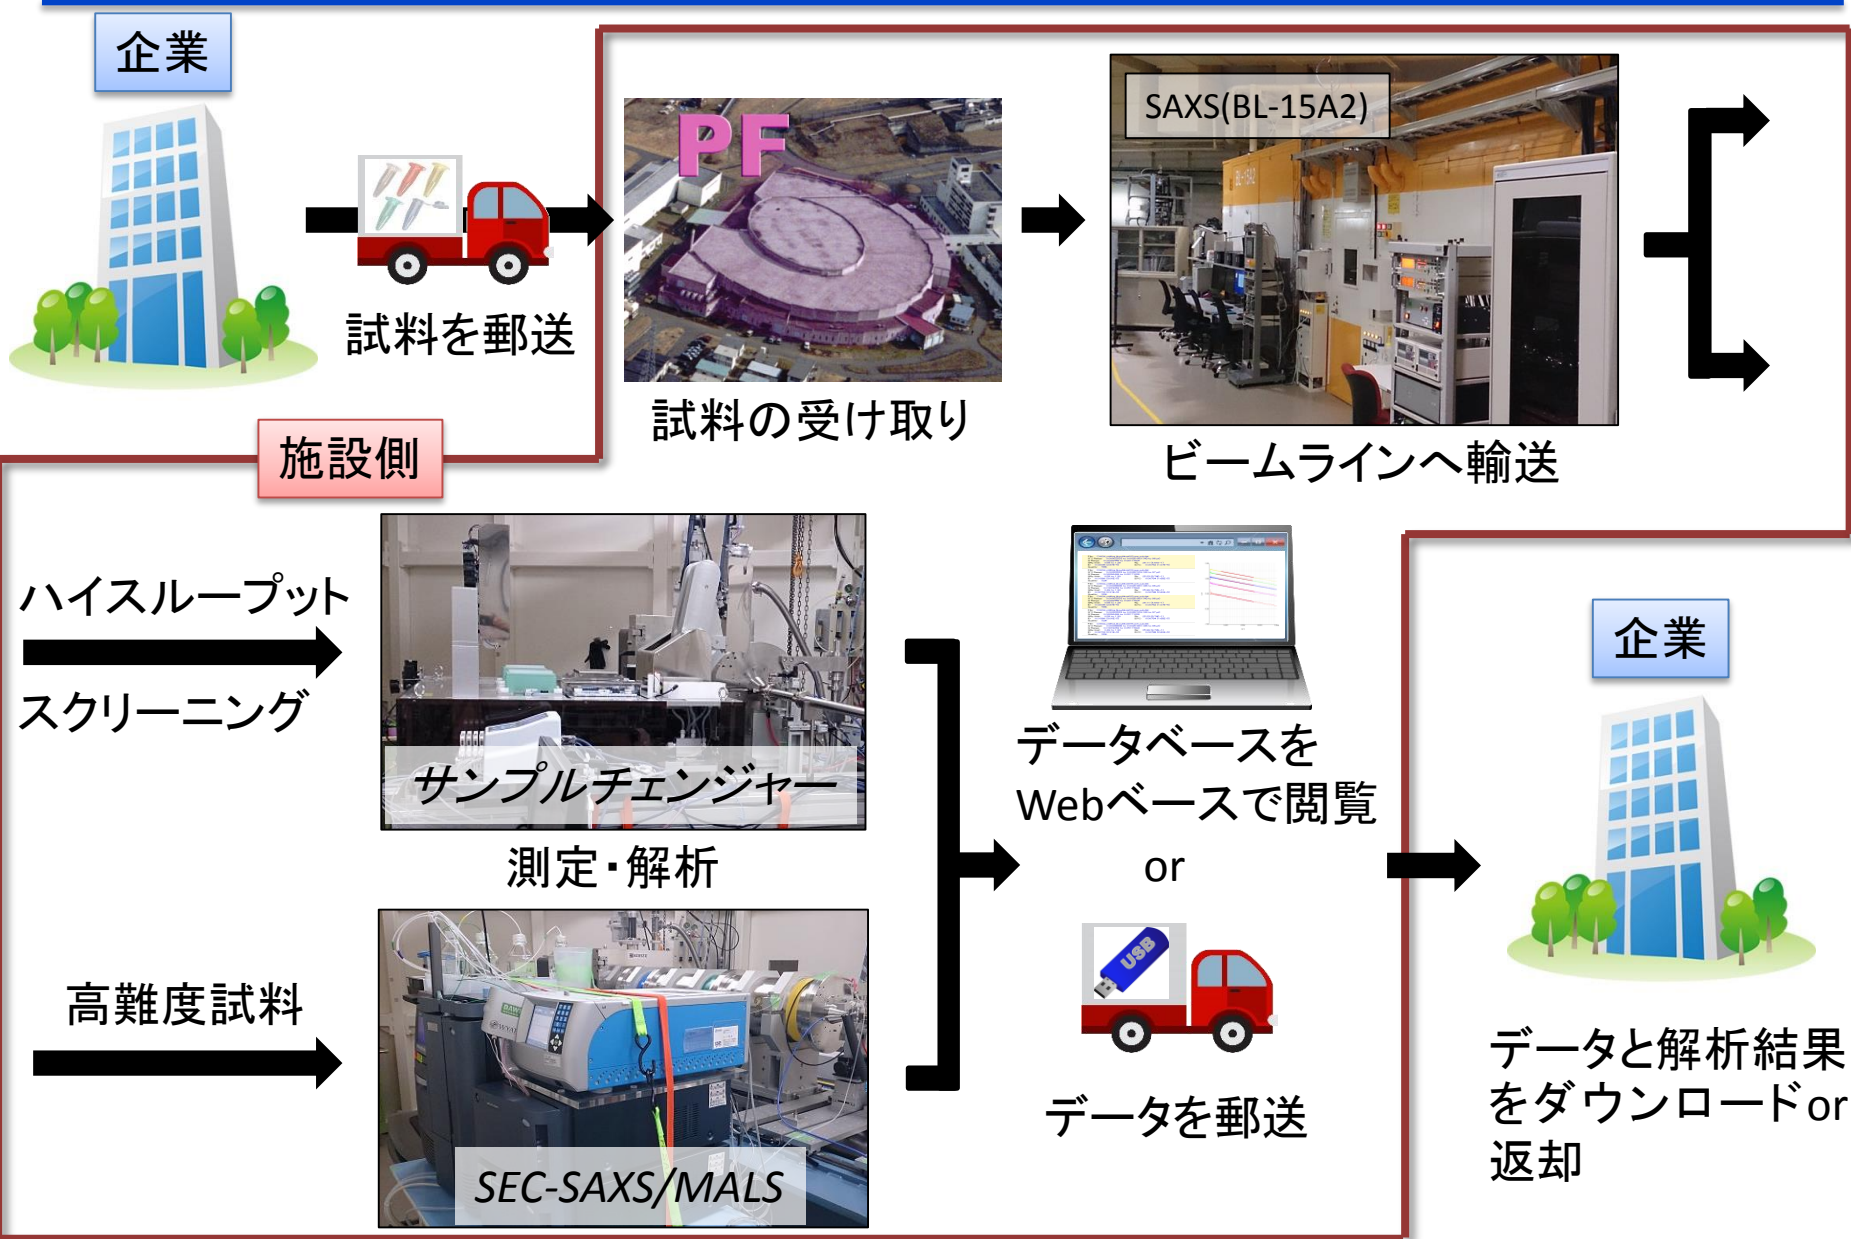 企業
試料を郵送
PF
試料の受け取り
SAXS(BL-15A2)
BL-15A2
ビームラインへ輸送
施設側
ハイスループット
スクリーニング
サンプルチェンジャー
測定・解析
高難度試料
SEC-SAXS/MALS
データベースを
Webベースで閲覧
or
USB
データを郵送
企業
データと解析結果
をダウンロードor
返却